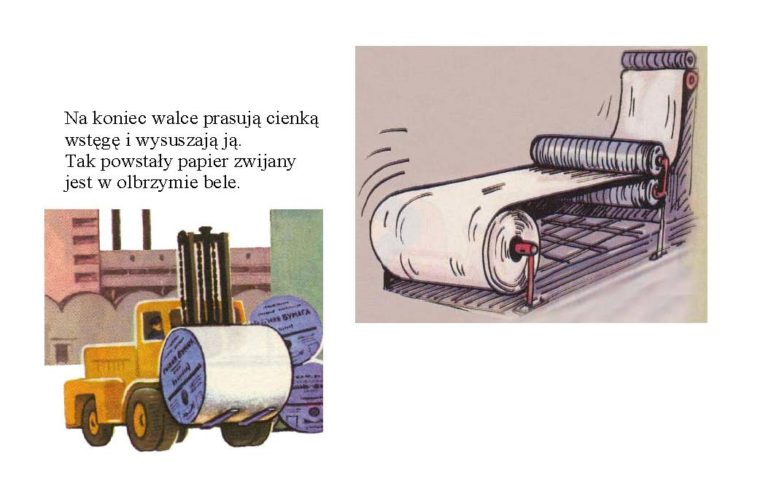 Na koniec walce prasują cienką
wstęgę i wysuszają ją.
Tak powstały papier zwijany
jest w olbrzymie bele.
БУМАГА